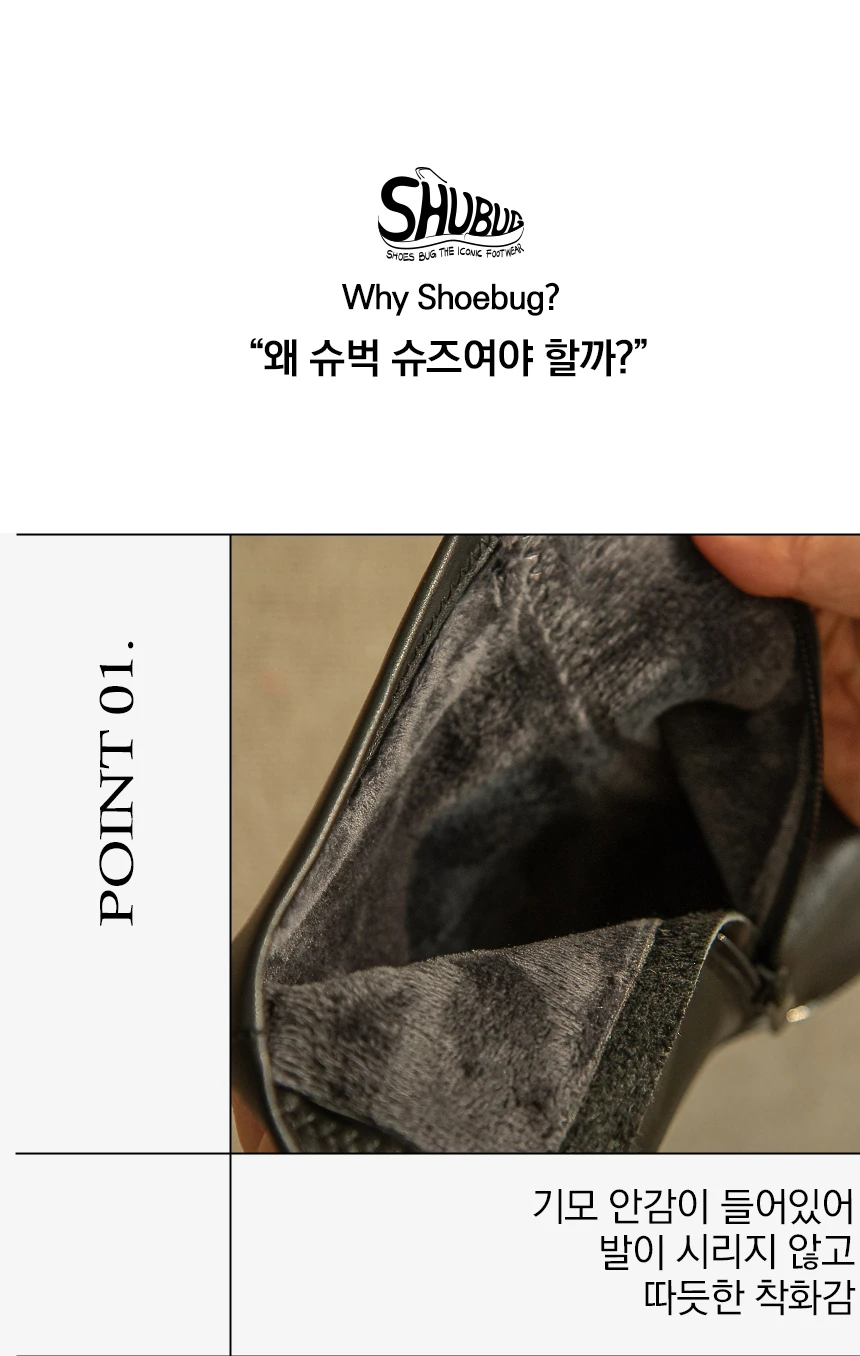 SHUBUG
SHOES BUG THE ICONIC FOOTWEAR
Why Shoebug?
“왜 슈벅 슈즈여야 할까?”
POINT 01.
기모 안감이 들어있어
발이 시리지 않고
따듯한 착화감